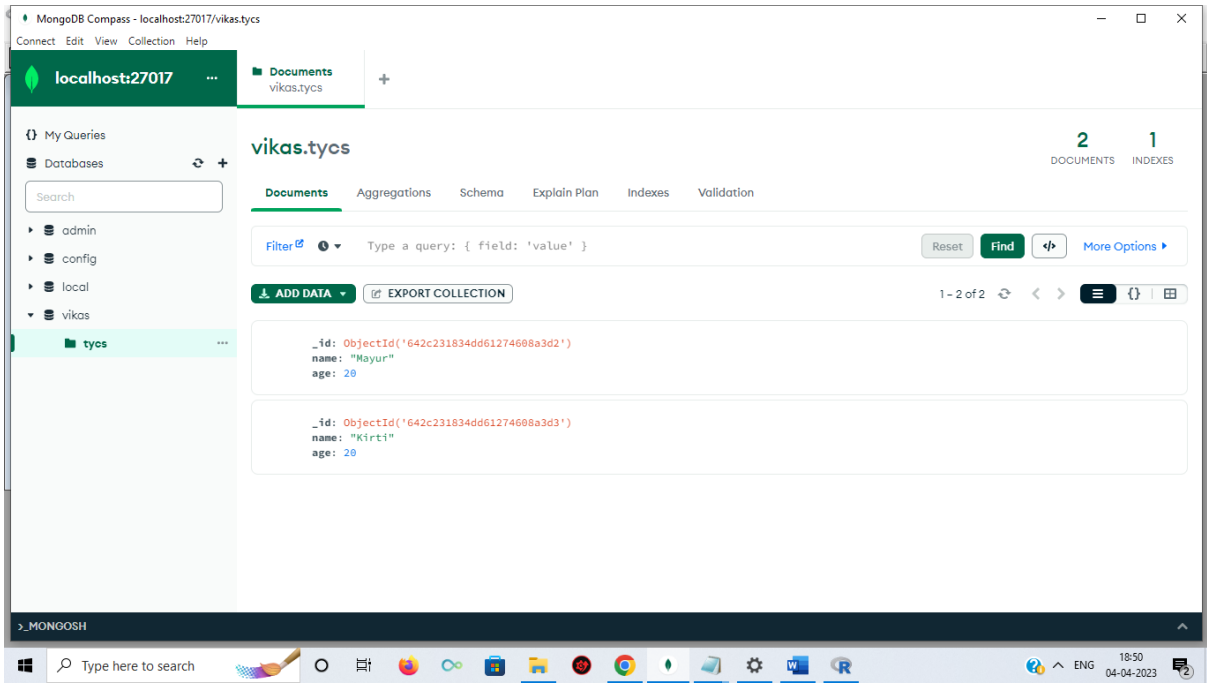 MongoDB Compass - localhost:27017/vikas.tycs
Connect Edit View Collection Help
localhost:27017 ...
Documents
vikas.tycs
+
{} My Queries
Databases
Search
admin
config
local
vikas
tycs ...
vikas.tycs
2
DOCUMENTS
1
INDEXES
Documents Aggregations Schema Explain Plan Indexes Validation
Filter Type a query: { field: 'value' } Reset Find </> More Options
ADD DATA EXPORT COLLECTION 1 - 2 of 2 {}
_id: ObjectId('642c231834dd61274608a3d2')
name: "Mayur"
age: 20
_id: ObjectId('642c231834dd61274608a3d3')
name: "Kirti"
age: 20
>_MONGOSH
Type here to search
ENG
18:50
04-04-2023
2